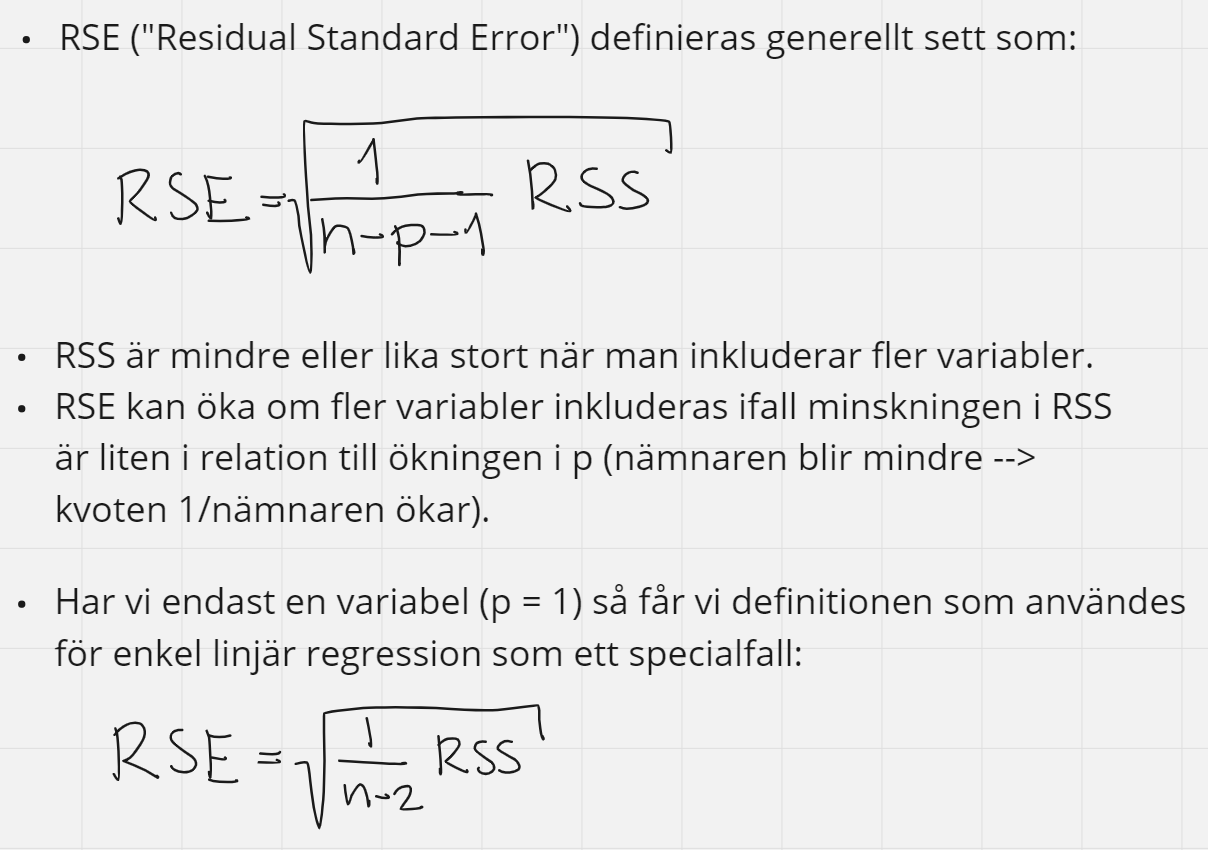 • RSE ("Residual Standard Error") definieras generellt sett som:
RSE = √(1/(n-p-1) RSS)
• RSS är mindre eller lika stort när man inkluderar fler variabler.
• RSE kan öka om fler variabler inkluderas ifall minskningen i RSS
är liten i relation till ökningen i p (nämnaren blir mindre -->
kvoten 1/nämnaren ökar).
• Har vi endast en variabel (p = 1) så får vi definitionen som användes
för enkel linjär regression som ett specialfall:
RSE = √(1/(n-2) RSS)